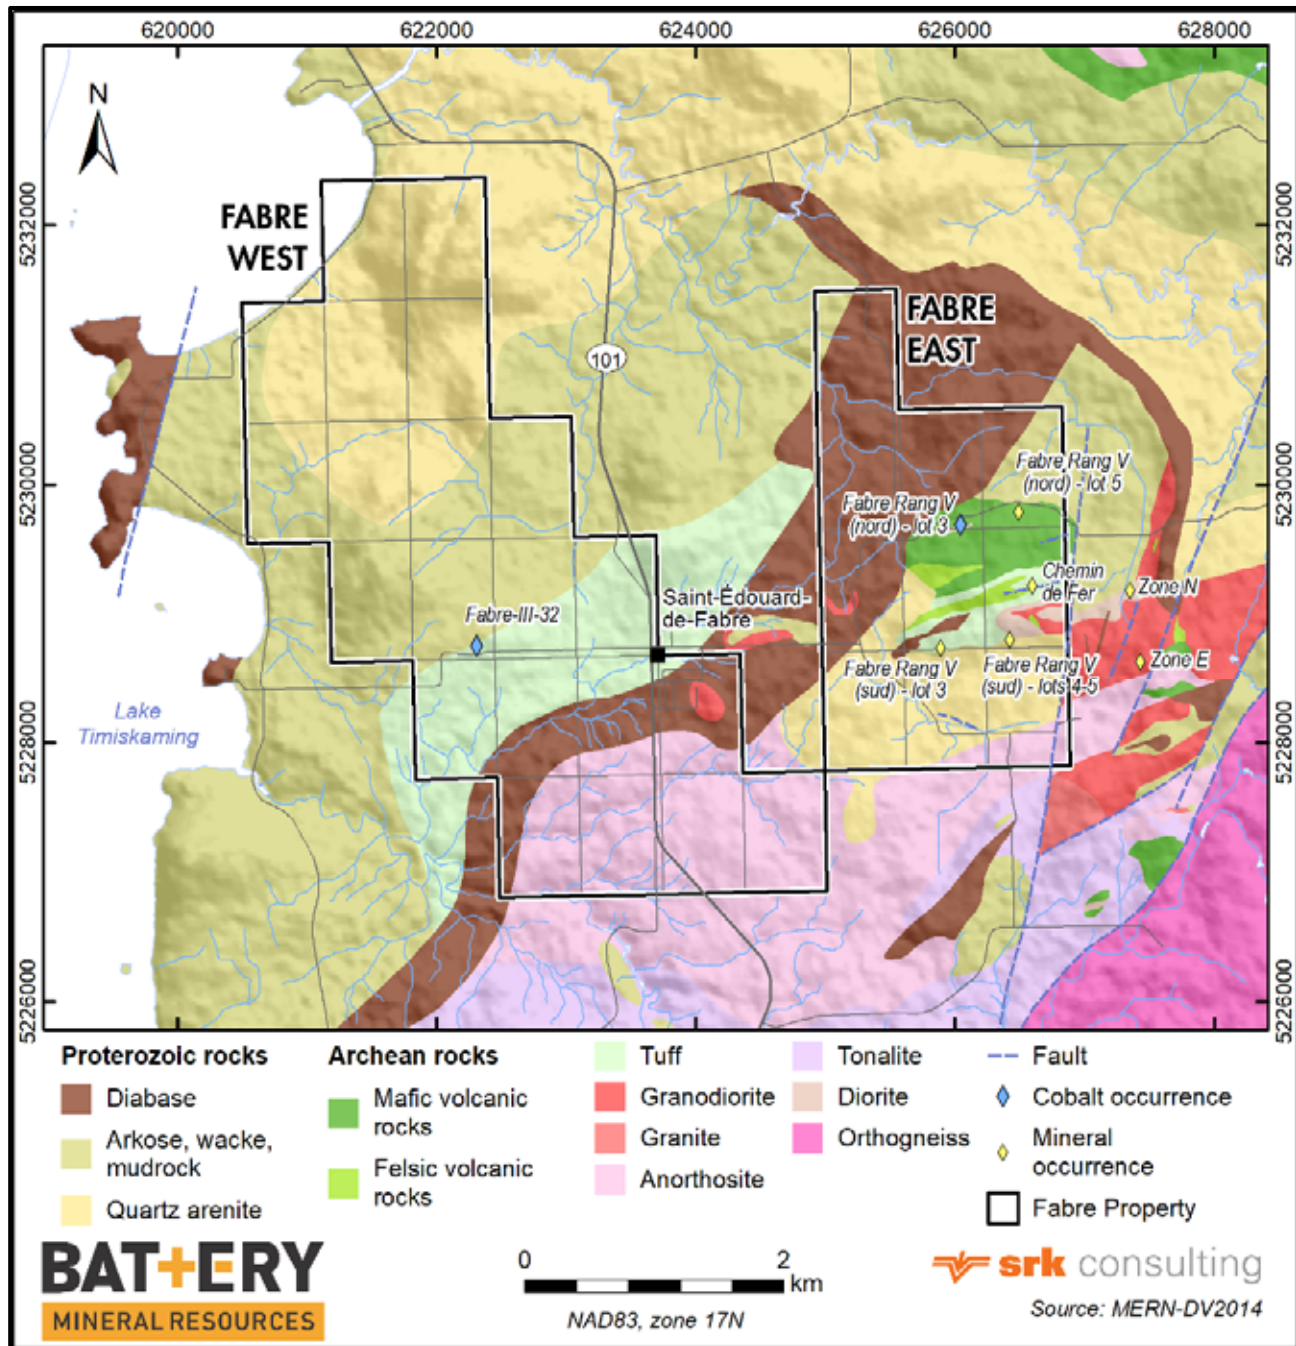 620000
622000
624000
626000
628000
N
5232000
5230000
5228000
5226000
5232000
5230000
5228000
5226000
FABRE
WEST
FABRE
EAST
101
Fabre Rang V
(nord) - lot 5
Fabre Rang V
(nord) - lot 3
Chemin
de Fer
Zone N
Saint-Édouard-
de-Fabre
Fabre-III-32
Fabre Rang V
(sud) - lot 3
Fabre Rang V
(sud) - lots 4-5
Zone E
Lake
Timiskaming
Proterozoic rocks
Diabase
Arkose, wacke,
mudrock
Quartz arenite
Archean rocks
Mafic volcanic
rocks
Felsic volcanic
rocks
Tuff
Granodiorite
Granite
Anorthosite
Tonalite
Diorite
Orthogneiss
Fault
Cobalt occurrence
Mineral
occurrence
Fabre Property
BATTERY
MINERAL RESOURCES
0 2
km
NAD83, zone 17N
srk consulting
Source: MERN-DV2014